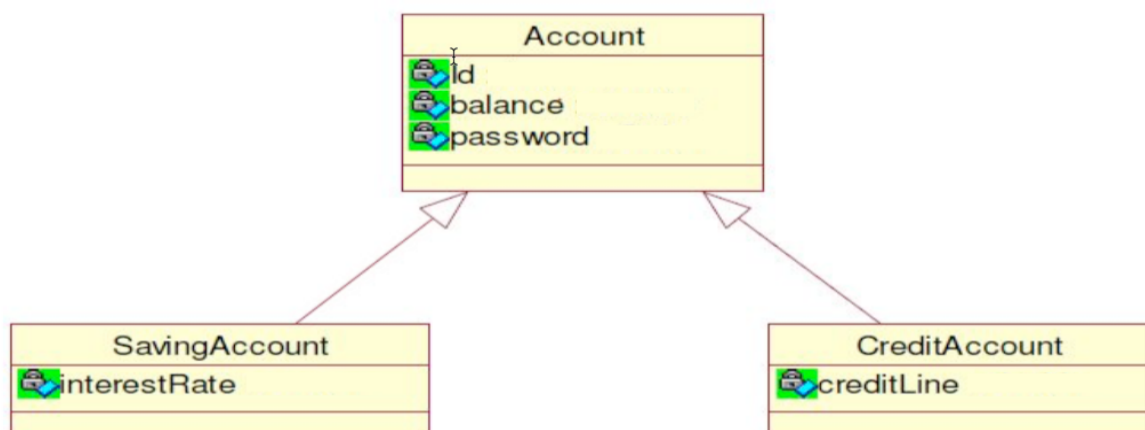 Account
Id
balance
password
SavingAccount
interestRate
CreditAccount
creditLine